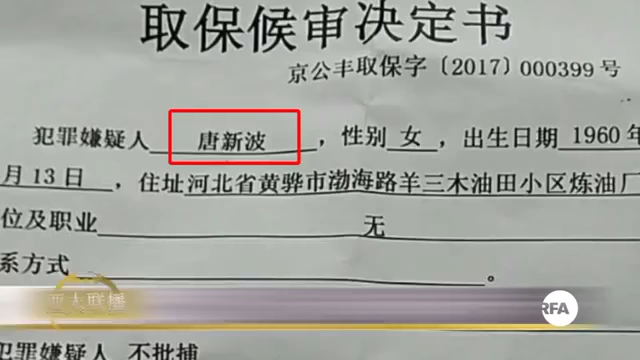 取保候审决定书
京公丰取保字〔2017〕000399号
犯罪嫌疑人 唐新波 ,性别 女 ,出生日期 1960年
月13日 ,住址河北省黄骅市渤海路羊三木油田小区炼油厂
位及职业 无
系方式 。
亚太联播
RFA
犯罪嫌疑人 不批捕